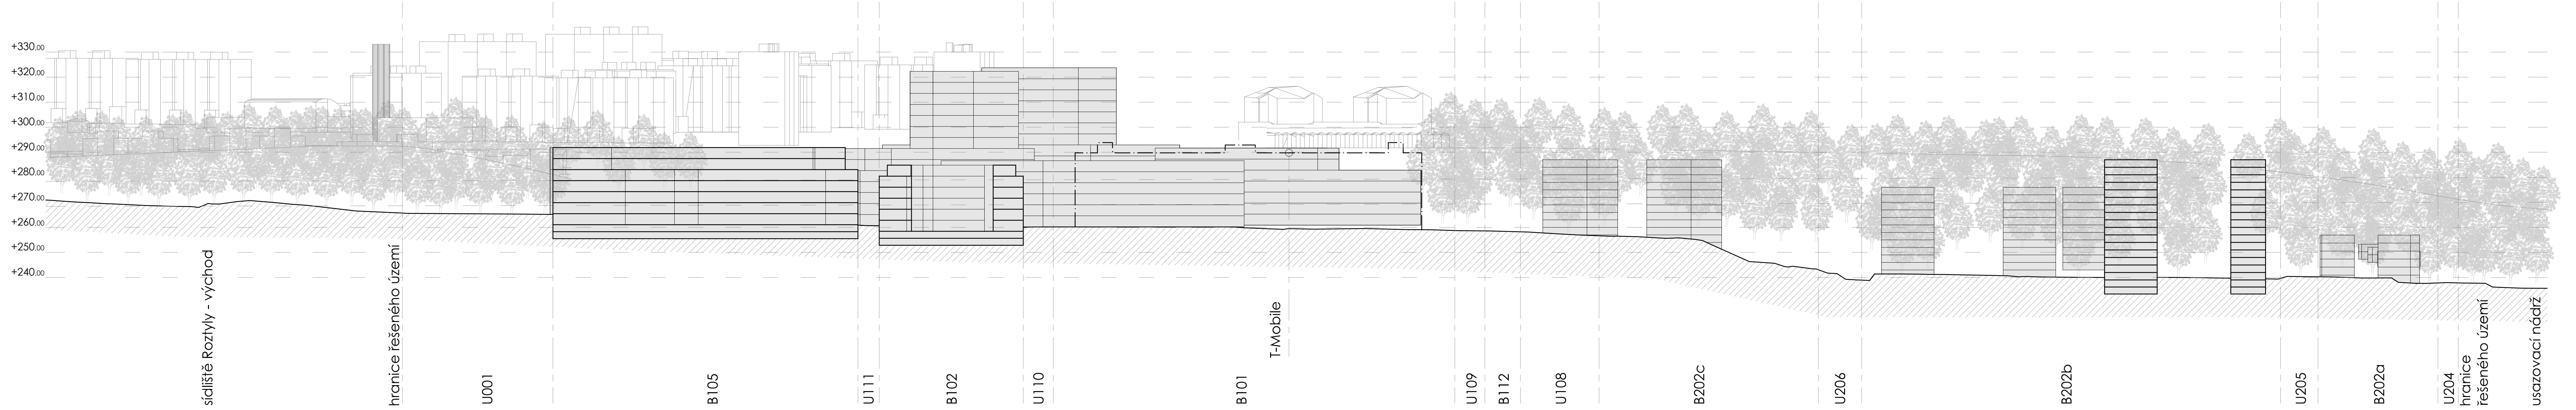 +330.00
+320.00
+310.00
+300.00
+290.00
+280.00
+270.00
+260.00
+250.00
+240.00
sídliště Roztyly - východ
hranice řešeného území
U001
B105
U111
B102
U110
B101
T-Mobile
U109
B112
U108
B202c
U206
B202b
U205
B202a
U204
hranice
řešeného území
usazovací nádrž